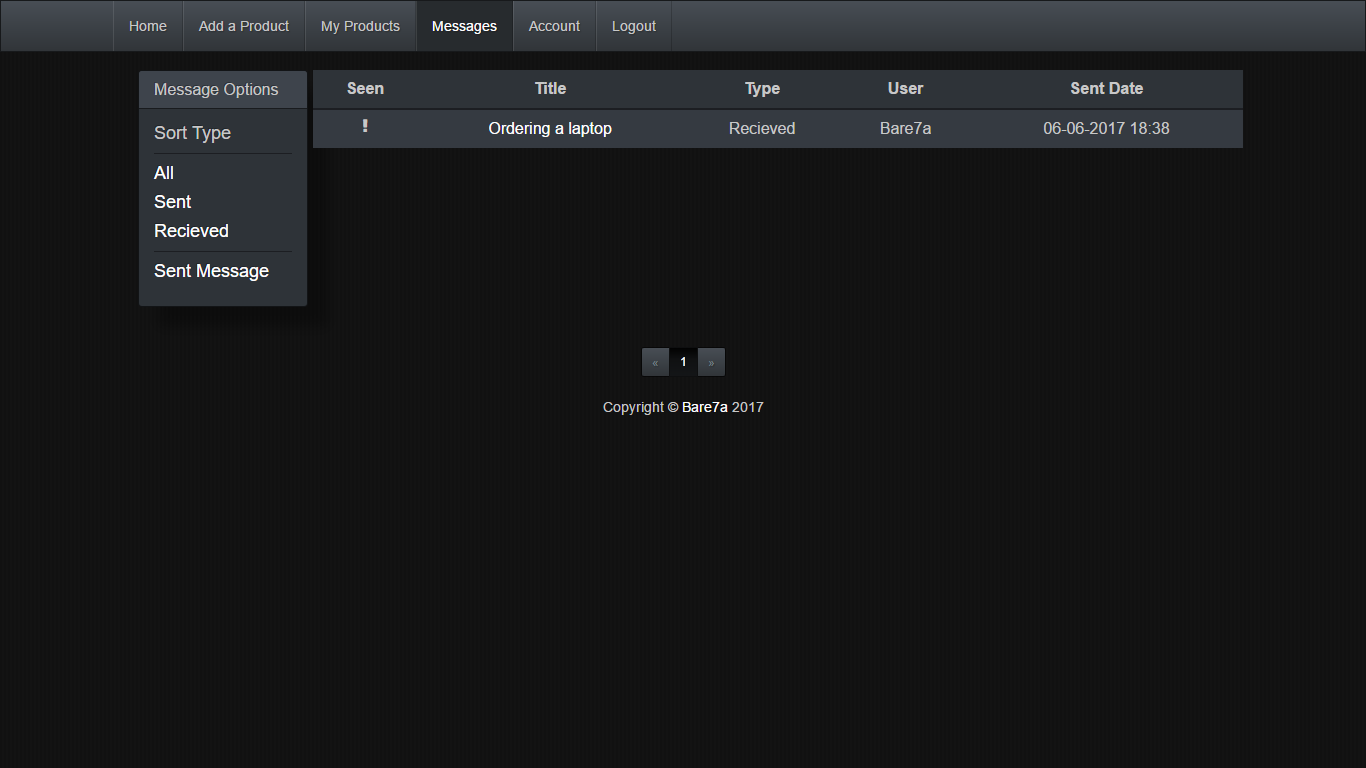 Home Add a Product My Products Messages Account Logout
Message Options
Sort Type
All
Sent
Recieved
Sent Message
Seen Title Type User Sent Date
! Ordering a laptop Recieved Bare7a 06-06-2017 18:38
« 1 »
Copyright © Bare7a 2017